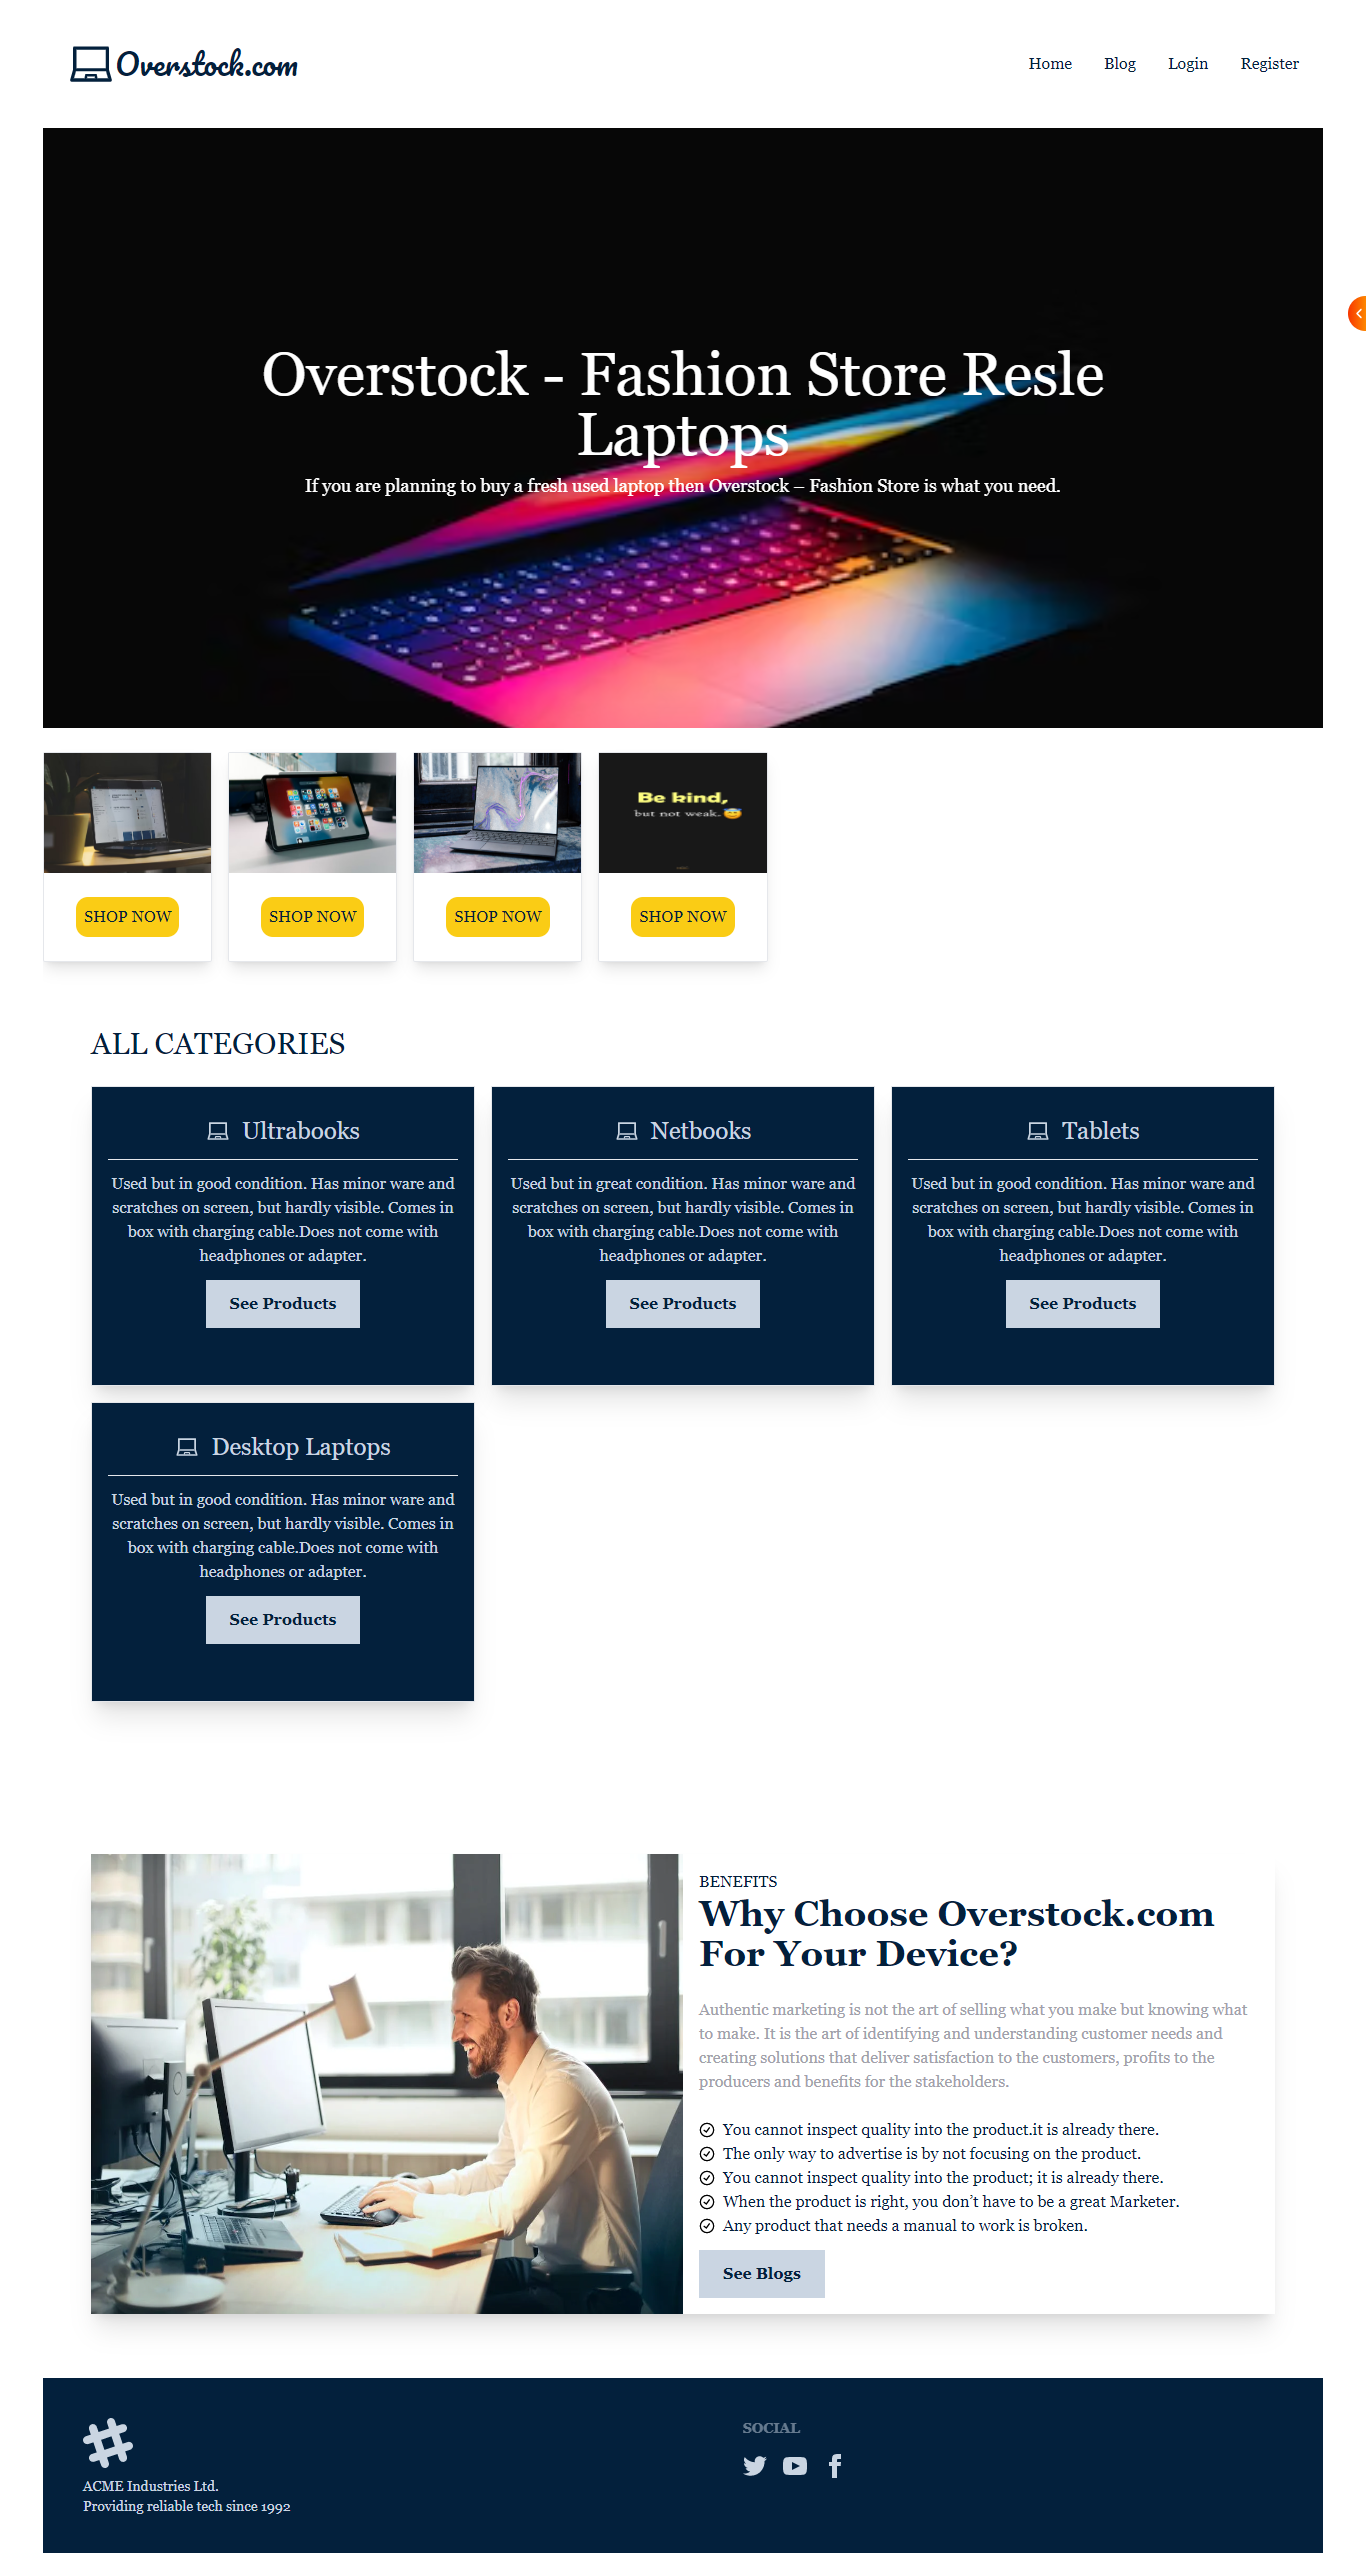 Overstock.com
Home Blog Login Register
Overstock - Fashion Store Resle
Laptops
If you are planning to buy a fresh used laptop then Overstock – Fashion Store is what you need.
Be kind,
but not weak.
SHOP NOW SHOP NOW SHOP NOW SHOP NOW
ALL CATEGORIES
Ultrabooks
Used but in good condition. Has minor ware and
scratches on screen, but hardly visible. Comes in
box with charging cable.Does not come with
headphones or adapter.
See Products
Netbooks
Used but in great condition. Has minor ware and
scratches on screen, but hardly visible. Comes in
box with charging cable.Does not come with
headphones or adapter.
See Products
Tablets
Used but in good condition. Has minor ware and
scratches on screen, but hardly visible. Comes in
box with charging cable.Does not come with
headphones or adapter.
See Products
Desktop Laptops
Used but in good condition. Has minor ware and
scratches on screen, but hardly visible. Comes in
box with charging cable.Does not come with
headphones or adapter.
See Products
BENEFITS
Why Choose Overstock.com
For Your Device?
Authentic marketing is not the art of selling what you make but knowing what
to make. It is the art of identifying and understanding customer needs and
creating solutions that deliver satisfaction to the customers, profits to the
producers and benefits for the stakeholders.
You cannot inspect quality into the product.it is already there.
The only way to advertise is by not focusing on the product.
You cannot inspect quality into the product; it is already there.
When the product is right, you don’t have to be a great Marketer.
Any product that needs a manual to work is broken.
See Blogs
ACME Industries Ltd.
Providing reliable tech since 1992
SOCIAL